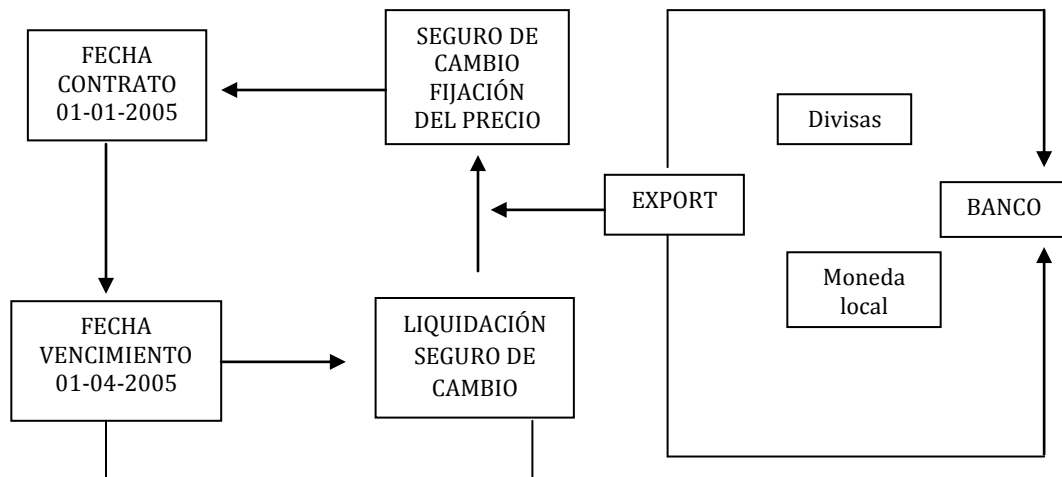 FECHA
CONTRATO
01-01-2005
SEGURO DE
CAMBIO
FIJACIÓN
DEL PRECIO
Divisas
EXPORT
BANCO
Moneda
local
FECHA
VENCIMIENTO
01-04-2005
LIQUIDACIÓN
SEGURO DE
CAMBIO